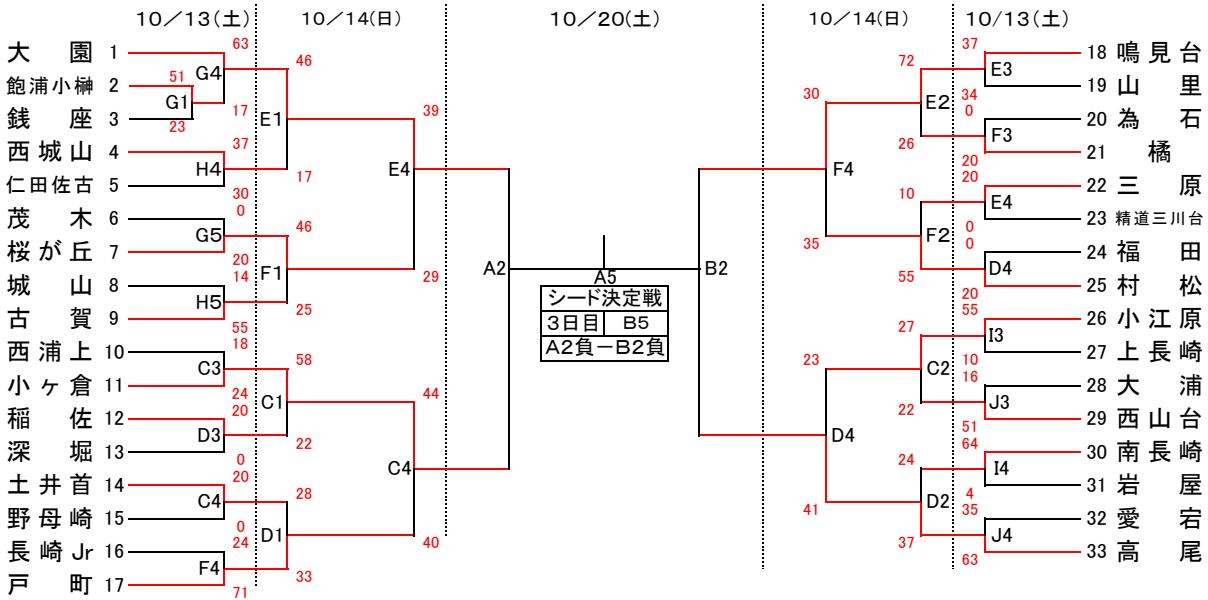 10／13(土) 10／14(日) 10／20(土) 10／14(日) 10/13(土)
大園 1 63 46 72 37 18 鳴見台
G4 E3
飽浦小榊 2 51 39 30 34 19 山里
G1 17 E1 E2 0
銭座 3 23 20 為石
F3
西城山 4 37 26 20 21 橘
H4 17 E4 F4 20
仁田佐古 5 30 10 22 三原
0 E4
茂木 6 46 0 23 精道三川台
G5 F2 0
桜が丘 7 20 35 24 福田
14 F1 29 A2 A5 B2 55 D4
城山 8 シード決定戦 20 25 村松
H5 25 3日目 B5 55
古賀 9 55 A2負－B2負 27 26 小江原
18 I3
西浦上 10 58 23 10 27 上長崎
C3 C2 16
小ヶ倉 11 24 44 28 大浦
20 C1 22 J3
稲佐 12 51 29 西山台
D3 22 D4 64
深堀 13 0 24 30 南長崎
20 C4 I4
土井首 14 28 4 31 岩屋
C4 41 D2 35
野母崎 15 0 32 愛宕
24 D1 40 37 J4
長崎Jr 16 63 33 高尾
F4 33
戸町 17 71